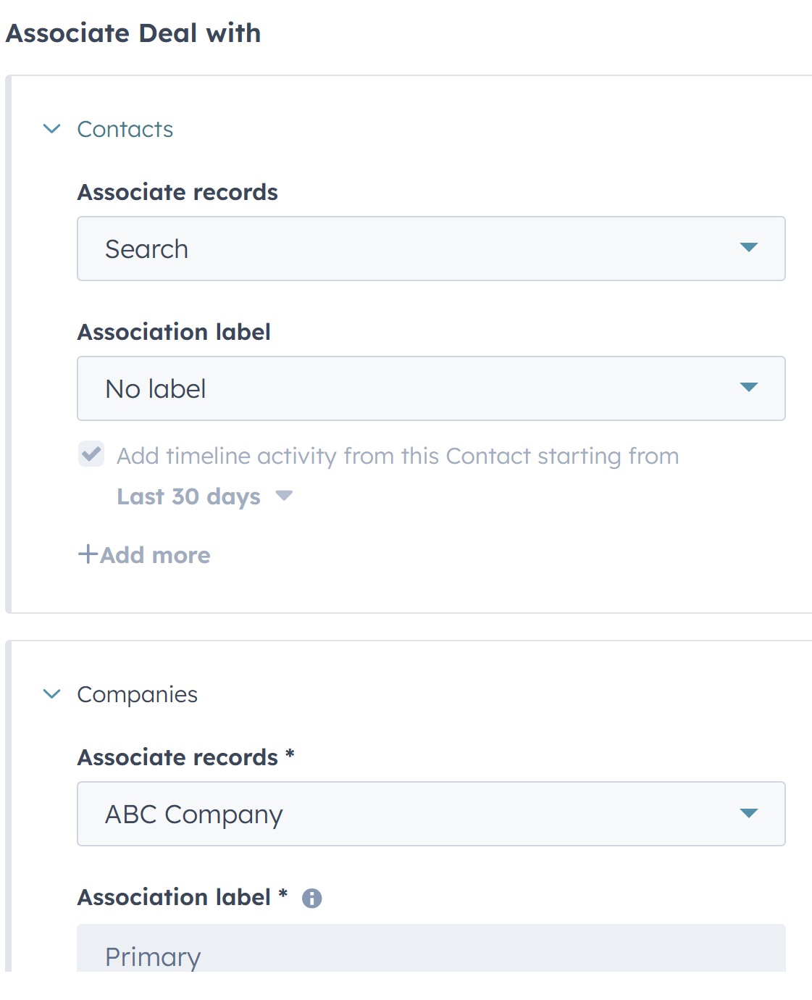 Associate Deal with
Contacts
Associate records
Search
Association label
No label
Add timeline activity from this Contact starting from
Last 30 days
+Add more
Companies
Associate records *
ABC Company
Association label *
Primary